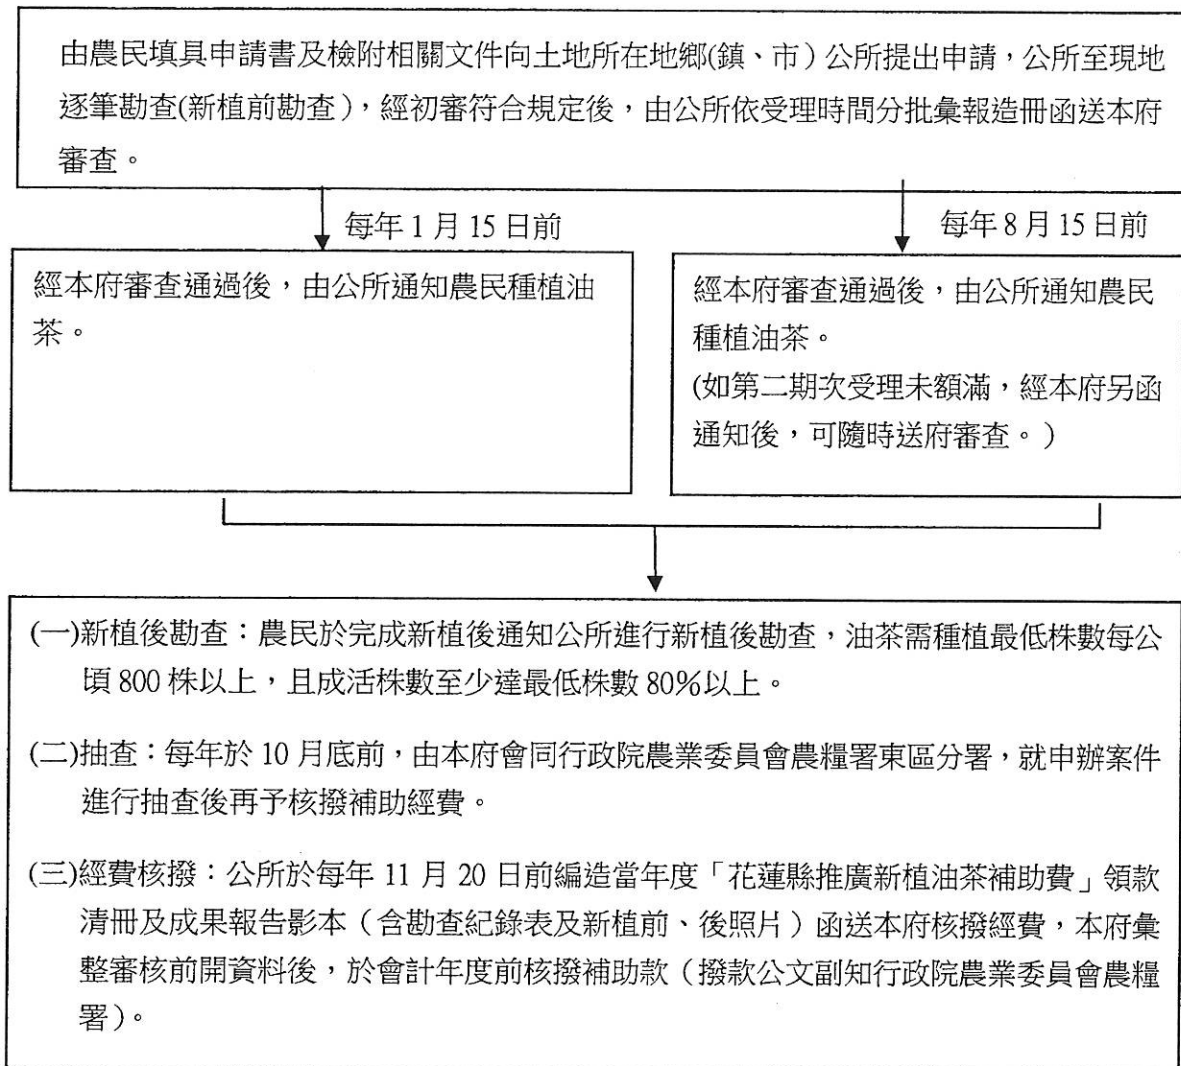 由農民填具申請書及檢附相關文件向土地所在地鄉(鎮、市）公所提出申請，公所至現地
逐筆勘查(新植前勘查），經初審符合規定後，由公所依受理時間分批彙報造冊函送本府
審查。
每年 1 月 15 日前
每年 8 月 15 日前
經本府審查通過後，由公所通知農民種植油
茶。
經本府審查通過後，由公所通知農民
種植油茶。
(如第二期次受理未額滿，經本府另函
通知後，可隨時送府審查。）
(一)新植後勘查：農民於完成新植後通知公所進行新植後勘查，油茶需種植最低株數每公
頃 800 株以上，且成活株數至少達最低株數 80%以上。
(二)抽查：每年於 10 月底前，由本府會同行政院農業委員會農糧署東區分署，就申辦案件
進行抽查後再予核撥補助經費。
(三)經費核撥：公所於每年 11 月 20 日前編造當年度「花蓮縣推廣新植油茶補助費」領款
清冊及成果報告影本（含勘查紀錄表及新植前、後照片）函送本府核撥經費，本府彙
整審核前開資料後，於會計年度前核撥補助款（撥款公文副知行政院農業委員會農糧
署）。